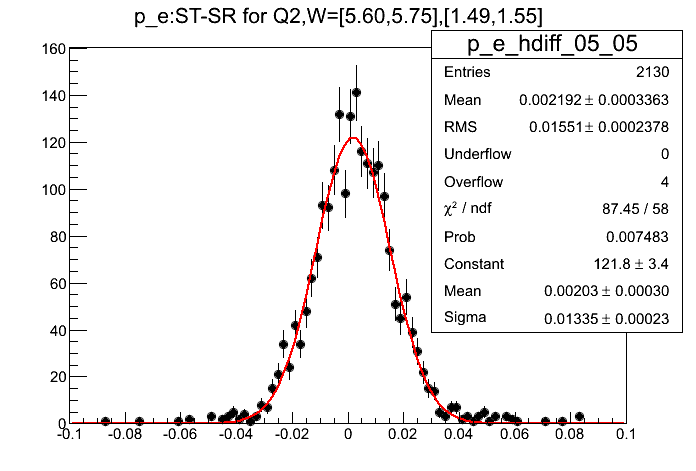 p_e:ST-SR for Q2,W=[5.60,5.75],[1.49,1.55]
p_e_hdiff_05_05
Entries 2130
Mean 0.002192 ± 0.0003363
RMS 0.01551 ± 0.0002378
Underflow 0
Overflow 4
χ² / ndf 87.45 / 58
Prob 0.007483
Constant 121.8 ± 3.4
Mean 0.00203 ± 0.00030
Sigma 0.01335 ± 0.00023
160
140
120
100
80
60
40
20
0
-0.1 -0.08 -0.06 -0.04 -0.02 0 0.02 0.04 0.06 0.08 0.1